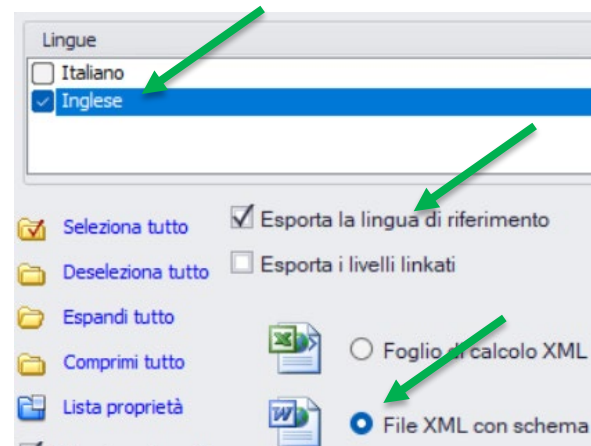 Lingue
Italiano
Inglese
Esporta la lingua di riferimento
Seleziona tutto
Esporta i livelli linkati
Deseleziona tutto
Espandi tutto
Foglio di calcolo XML
Comprimi tutto
Lista proprietà
File XML con schema